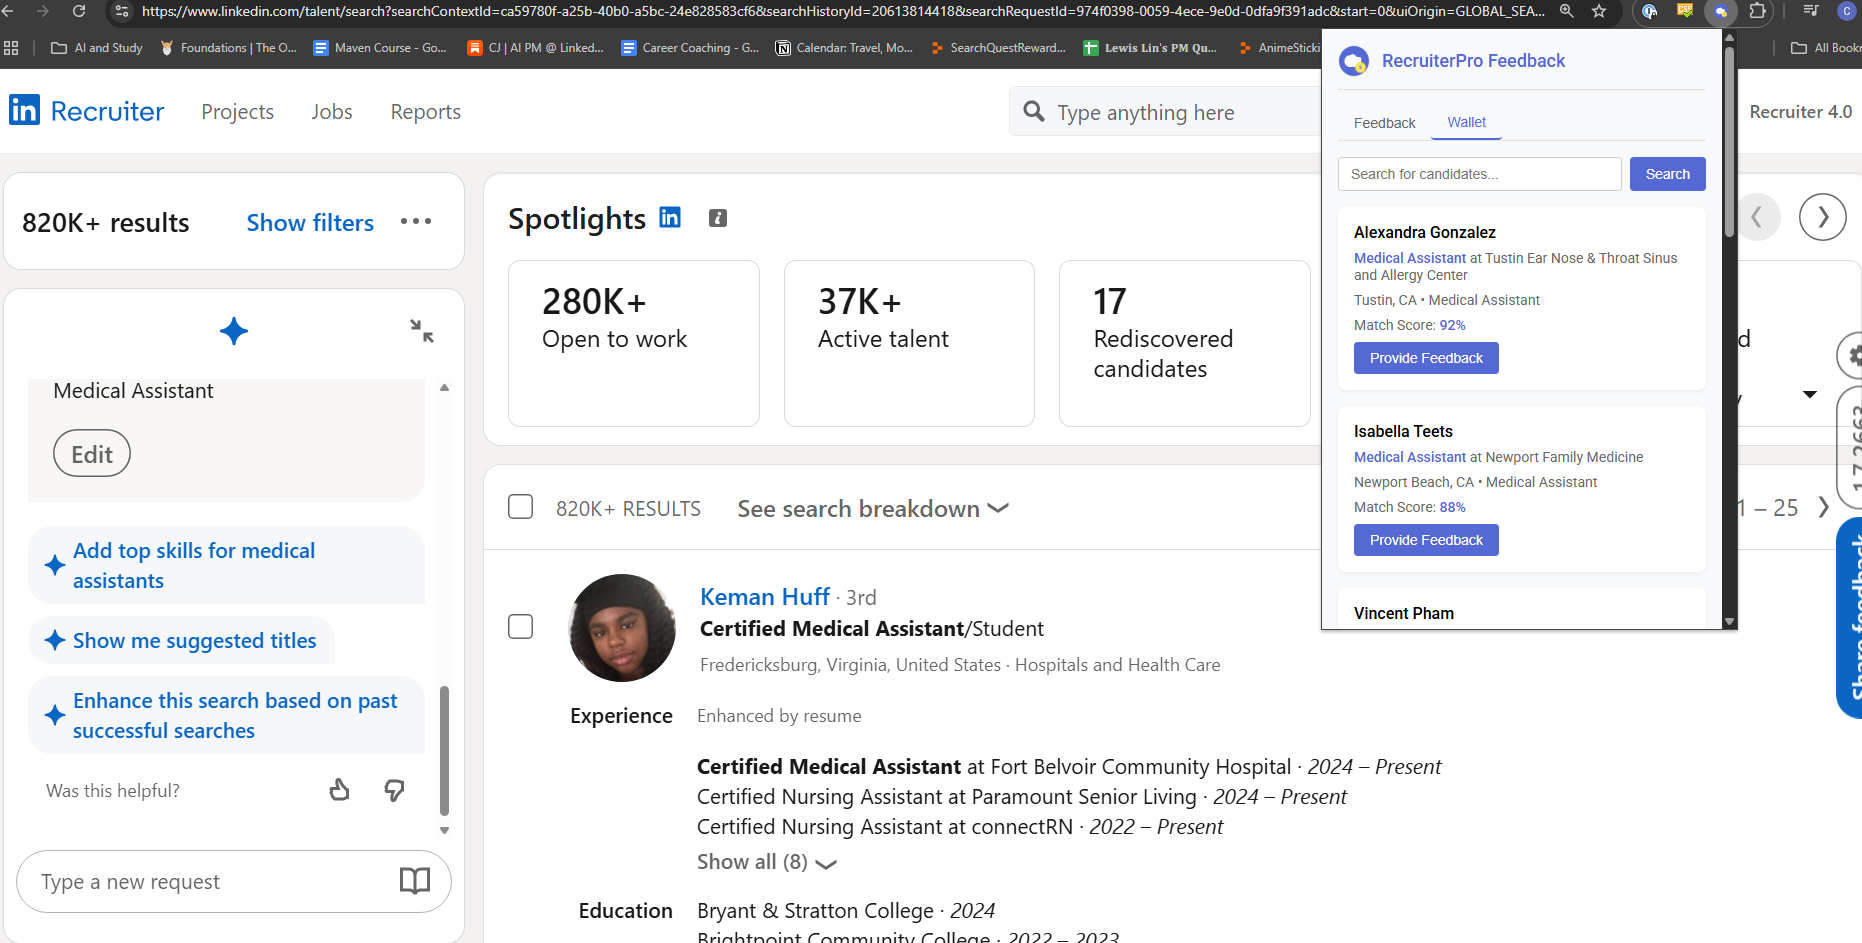 https://www.linkedin.com/talent/search?searchContextId=ca59780f-a25b-40b0-a5bc-24e828583cf6&searchHistoryId=20613814418&searchRequestId=974f0398-0059-4ece-9e0d-0dfa9f391adc&start=0&uiOrigin=GLOBAL_SEA...
C
AI and Study
Foundations | The O...
Maven Course - Go...
CJ | AI PM @ Linked...
Career Coaching - G...
Calendar: Travel, Mo...
SearchQuestReward...
Lewis Lin's PM Qu...
AnimeSticki
All Bookr
in Recruiter
Projects
Jobs
Reports
Type anything here
Recruiter 4.0
820K+ results
Show filters
Medical Assistant
Edit
Add top skills for medical
assistants
Show me suggested titles
Enhance this search based on past
successful searches
Was this helpful?
Type a new request
Spotlights in
280K+
Open to work
37K+
Active talent
17
Rediscovered
candidates
d
820K+ RESULTS
See search breakdown
1 – 25
Keman Huff · 3rd
Certified Medical Assistant/Student
Fredericksburg, Virginia, United States · Hospitals and Health Care
Experience
Enhanced by resume
Certified Medical Assistant at Fort Belvoir Community Hospital · 2024 – Present
Certified Nursing Assistant at Paramount Senior Living · 2024 – Present
Certified Nursing Assistant at connectRN · 2022 – Present
Show all (8)
Education
Bryant & Stratton College · 2024
Brightpoint Community College · 2022 – 2023
RecruiterPro Feedback
Feedback
Wallet
Search for candidates...
Search
Alexandra Gonzalez
Medical Assistant at Tustin Ear Nose & Throat Sinus
and Allergy Center
Tustin, CA • Medical Assistant
Match Score: 92%
Provide Feedback
Isabella Teets
Medical Assistant at Newport Family Medicine
Newport Beach, CA • Medical Assistant
Match Score: 88%
Provide Feedback
Vincent Pham
1.7.2663
Share feedback